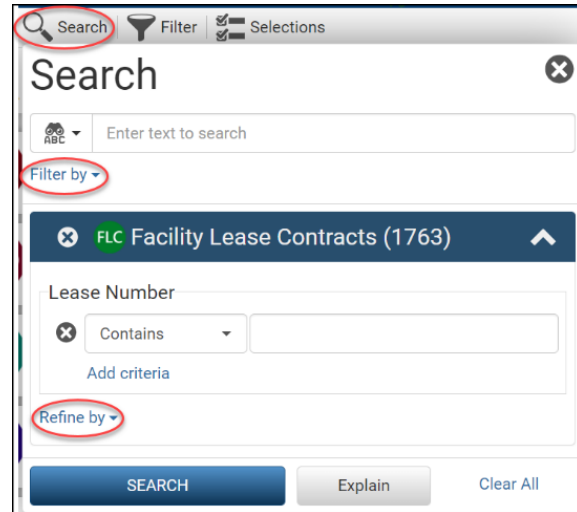 Search Filter Selections
Search
ABC Enter text to search
Filter by
FLC Facility Lease Contracts (1763)
Lease Number
Contains
Add criteria
Refine by
SEARCH Explain Clear All